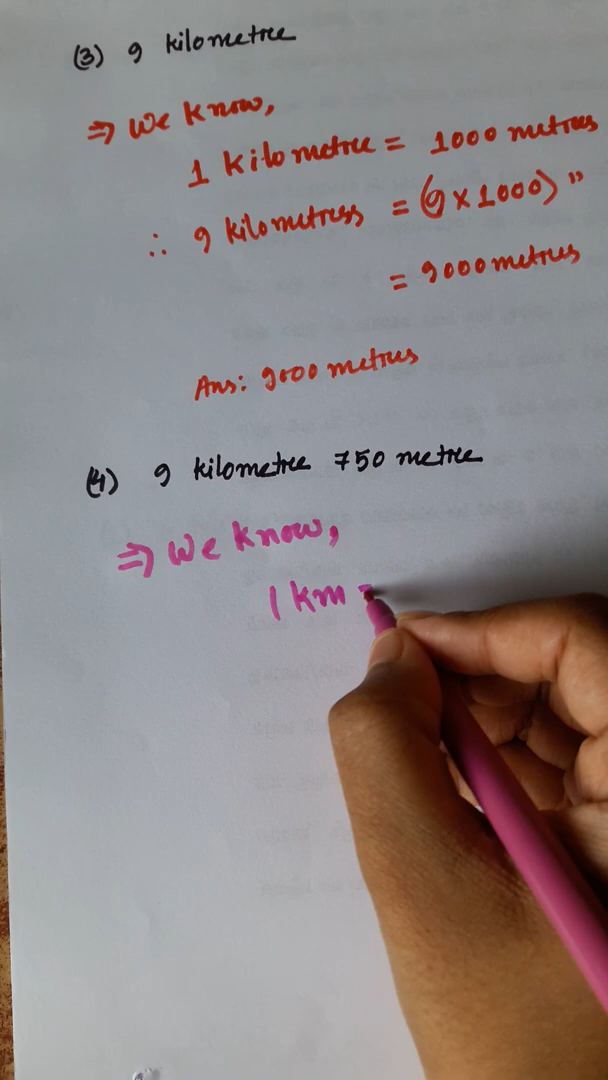 (3) 9 kilometre
⇒ We know,
1 kilometre = 1000 metres
∴ 9 kilometress = (9 × 1000) "
= 9000 metres
Ans: 9000 metres
(4) 9 kilometre 750 metre
⇒ We know,
1 km =